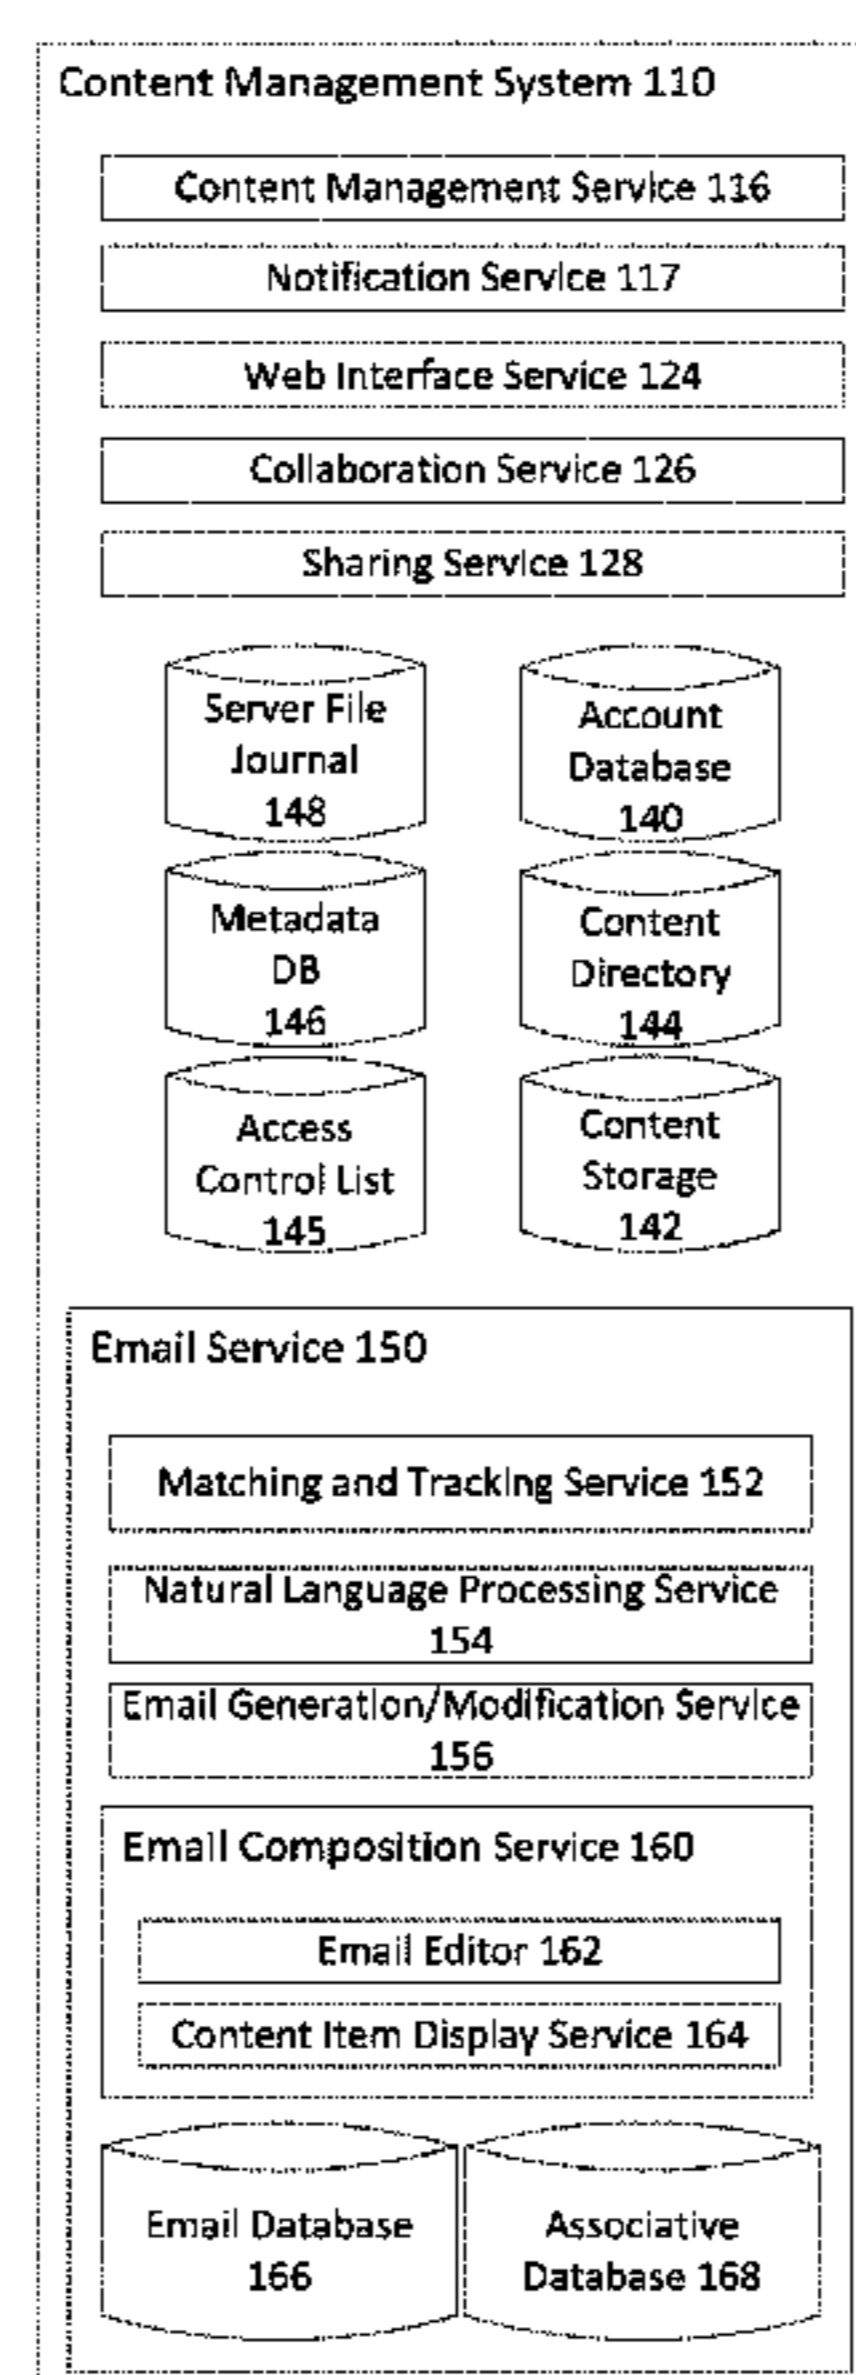 Content Management System 110
Content Management Service 116
Notification Service 117
Web Interface Service 124
Collaboration Service 126
Sharing Service 128
Server File
Journal
148
Account
Database
140
Metadata
DB
146
Content
Directory
144
Access
Control List
145
Content
Storage
142
Email Service 150
Matching and Tracking Service 152
Natural Language Processing Service
154
Email Generation/Modification Service
156
Email Composition Service 160
Email Editor 162
Content Item Display Service 164
Email Database
166
Associative
Database 168